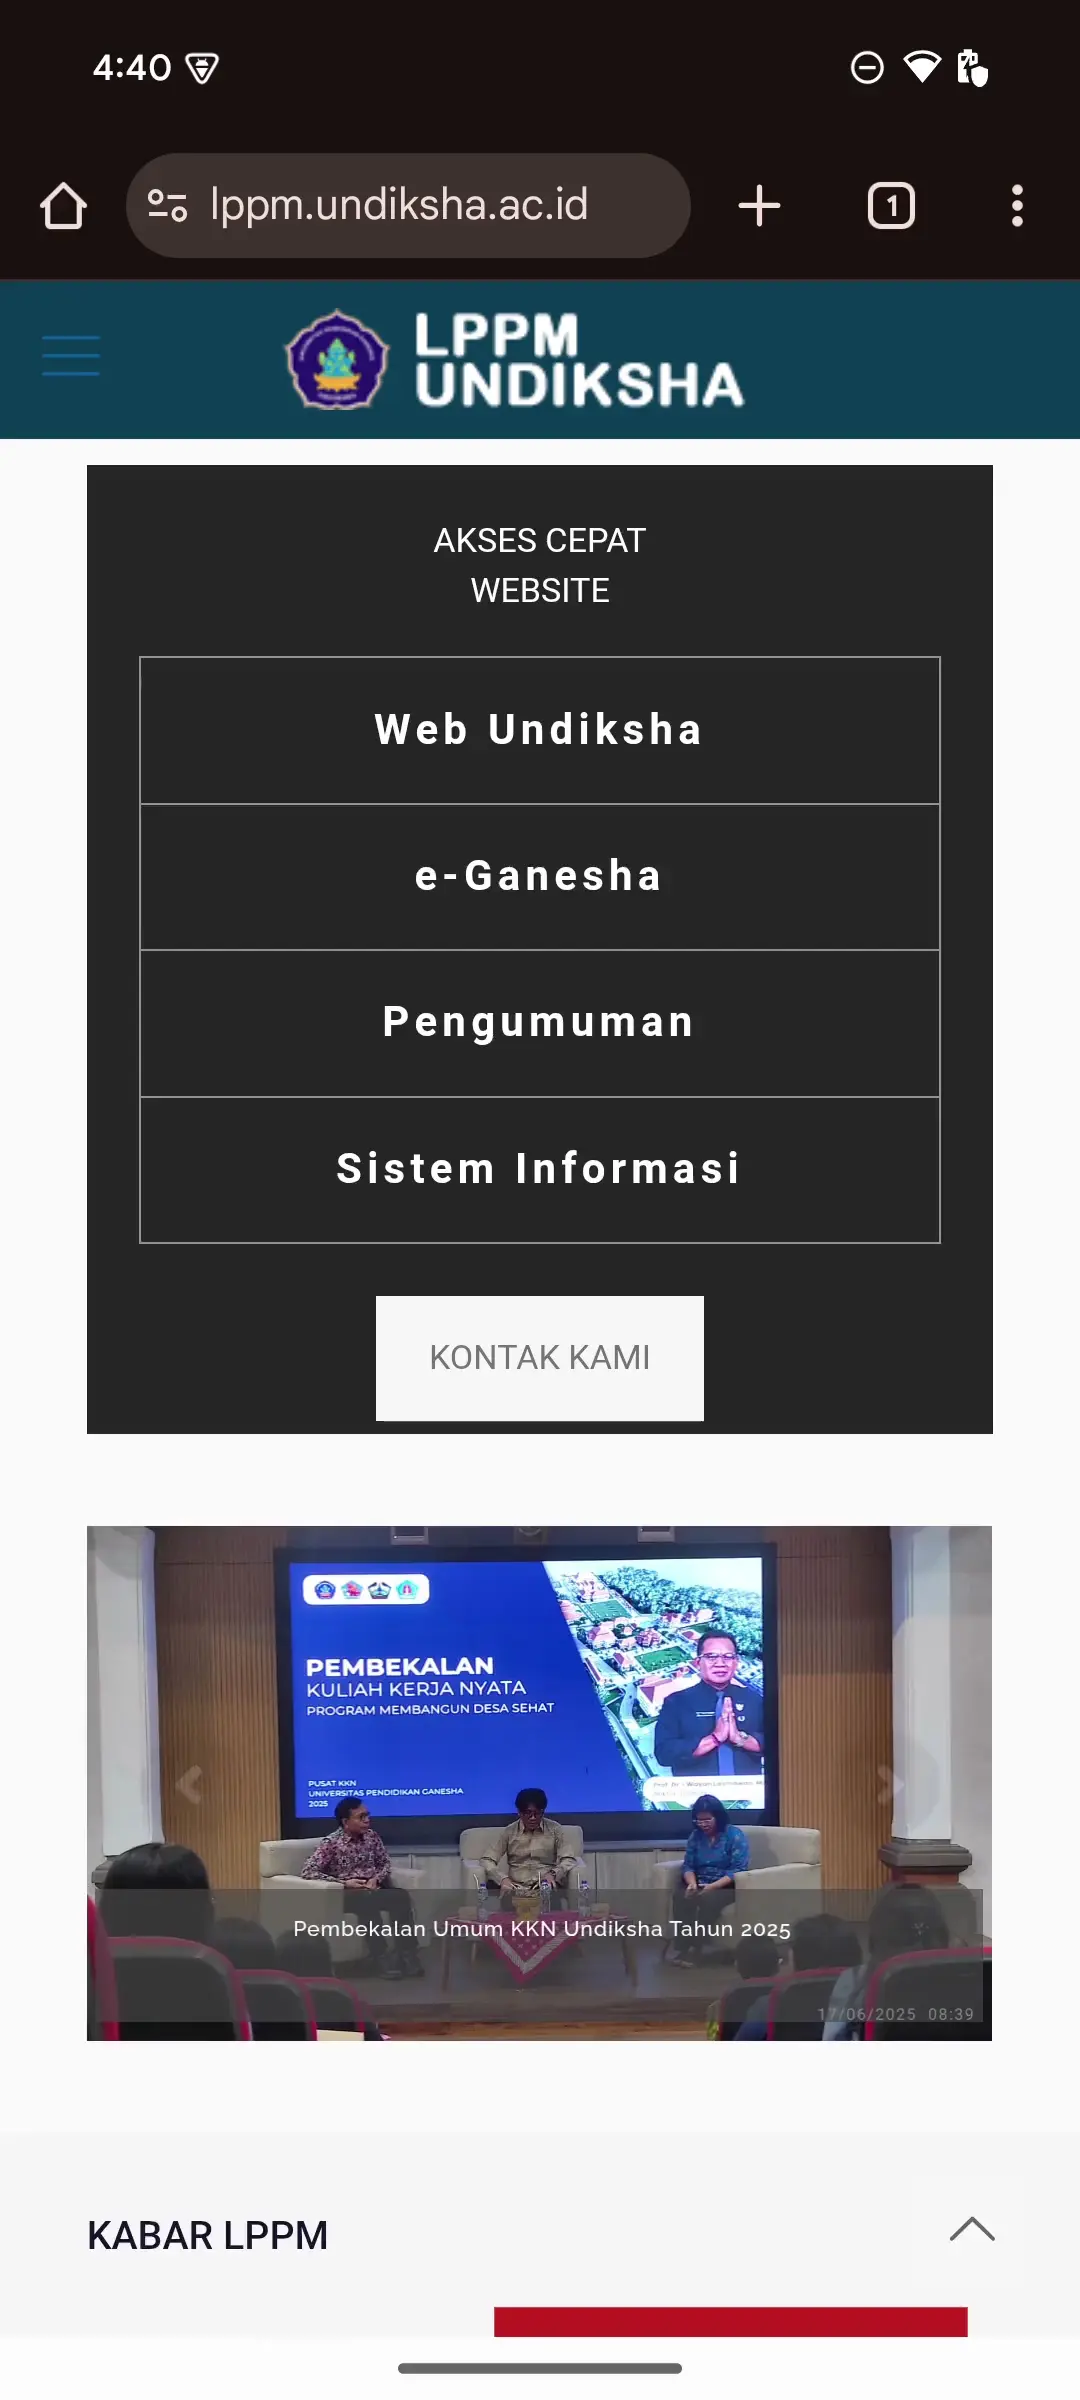 4:40
lppm.undiksha.ac.id
1
LPPM
UNDIKSHA
AKSES CEPAT
WEBSITE
Web Undiksha
e-Ganesha
Pengumuman
Sistem Informasi
KONTAK KAMI
PEMBEKALAN
KULIAH KERJA NYATA
PROGRAM MEMBANGUN DESA SEHAT
PUSAT KKN
UNIVERSITAS PENDIDIKAN GANESHA
2025
Pembekalan Umum KKN Undiksha Tahun 2025
17/06/2025 08:39
KABAR LPPM